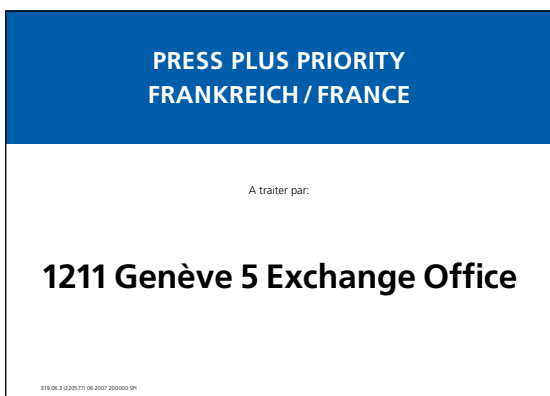 PRESS PLUS PRIORITY
FRANKREICH / FRANCE
A traiter par:
1211 Genève 5 Exchange Office
319.06.3 (220577) 06.2007 200000 SPI